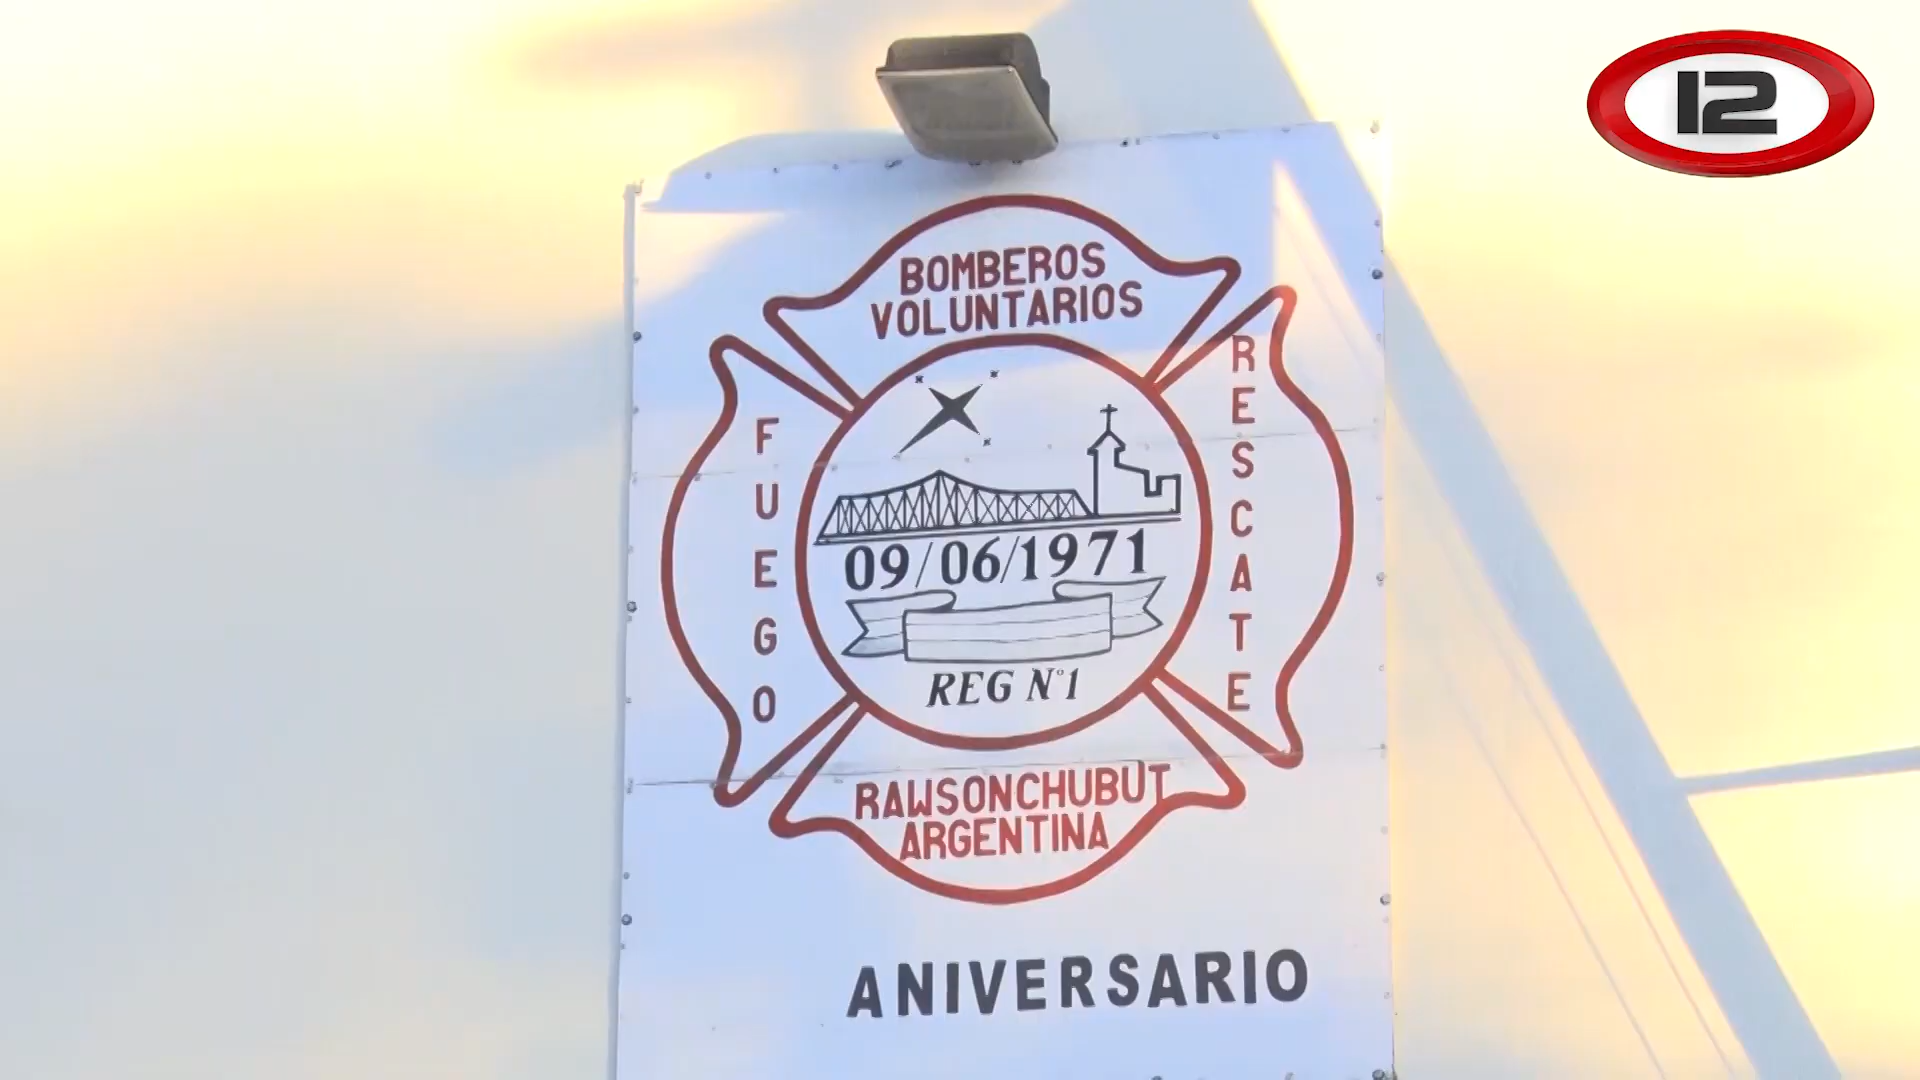 12
BOMBEROS
VOLUNTARIOS
FUEGO
RESCATE
09/06/1971
REG N°1
RAWSONCHUBUT
ARGENTINA
ANIVERSARIO